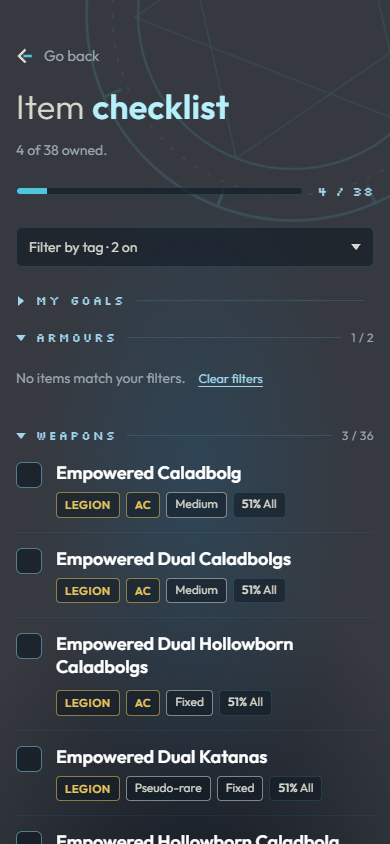 Go back
Item checklist
4 of 38 owned.
4 / 38
Filter by tag · 2 on
MY GOALS
ARMOURS 1 / 2
No items match your filters. Clear filters
WEAPONS 3 / 36
Empowered Caladbolg
LEGION AC Medium 51% All
Empowered Dual Caladbolgs
LEGION AC Medium 51% All
Empowered Dual Hollowborn
Caladbolgs
LEGION AC Fixed 51% All
Empowered Dual Katanas
LEGION Pseudo-rare Fixed 51% All
Empowered Hollowborn Caladbolg